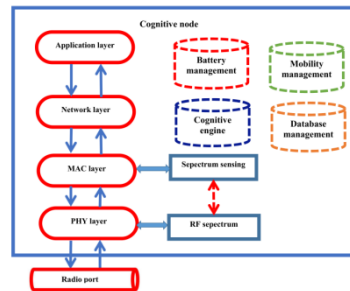 Cognitive node
Application layer
Battery
management
Mobility
management
Network layer
Cognitive
engine
Database
management
MAC layer
Sepectrum sensing
PHY layer
RF sepectrum
Radio port